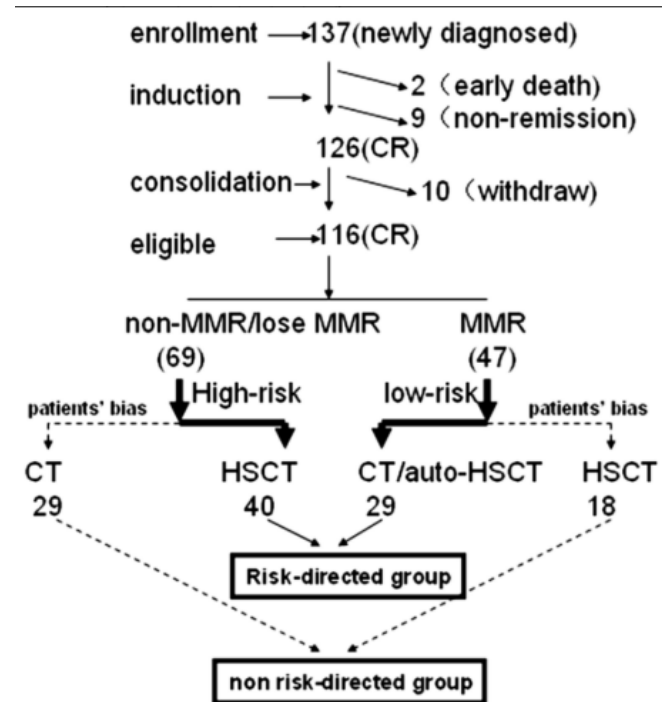 enrollment 137(newly diagnosed)
2（early death)
induction
9（non-remission)
126(CR)
consolidation
10（withdraw)
eligible 116(CR)
non-MMR/lose MMR MMR
(69) (47)
High-risk low-risk
patients' bias patients' bias
CT HSCT CT/auto-HSCT HSCT
29 40 29 18
Risk-directed group
non risk-directed group